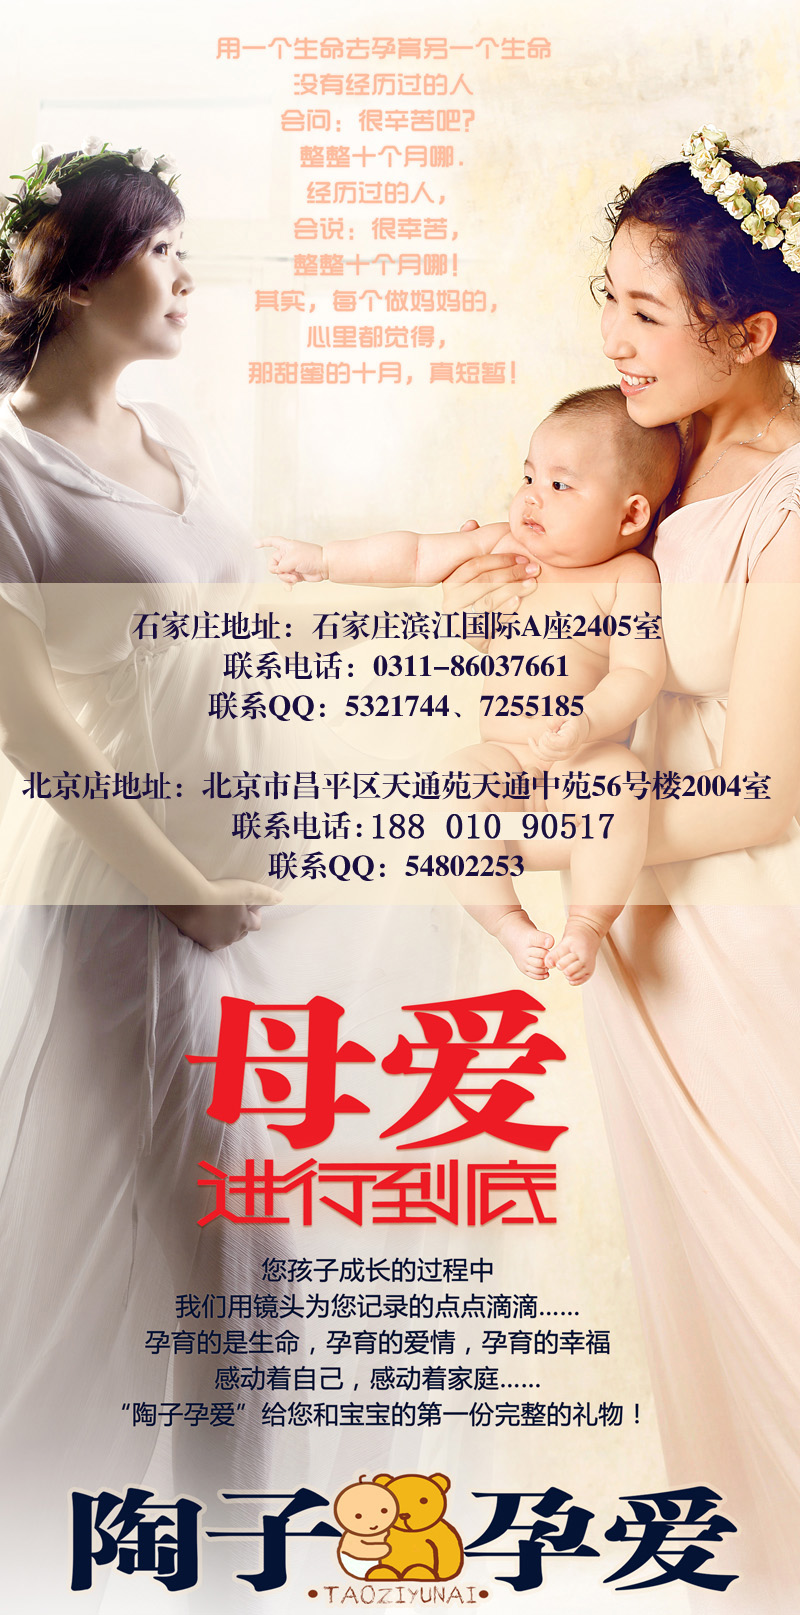 用一个生命去孕育另一个生命
没有经历过的人
会问：很辛苦吧？
整整十个月哪．
经历过的人，
会说：很幸苦，
整整十个月哪！
其实，每个做妈妈的，
心里都觉得，
那甜蜜的十月，真短暂！
石家庄地址：石家庄滨江国际A座2405室
联系电话：0311-86037661
联系QQ：5321744、7255185
北京店地址：北京市昌平区天通苑天通中苑56号楼2004室
联系电话:188 010 90517
联系QQ：54802253
母爱
进行到底
您孩子成长的过程中
我们用镜头为您记录的点点滴滴……
孕育的是生命，孕育的爱情，孕育的幸福
感动着自己，感动着家庭……
“陶子孕爱”给您和宝宝的第一份完整的礼物！
陶子孕爱
•TAOZIYUNAI•